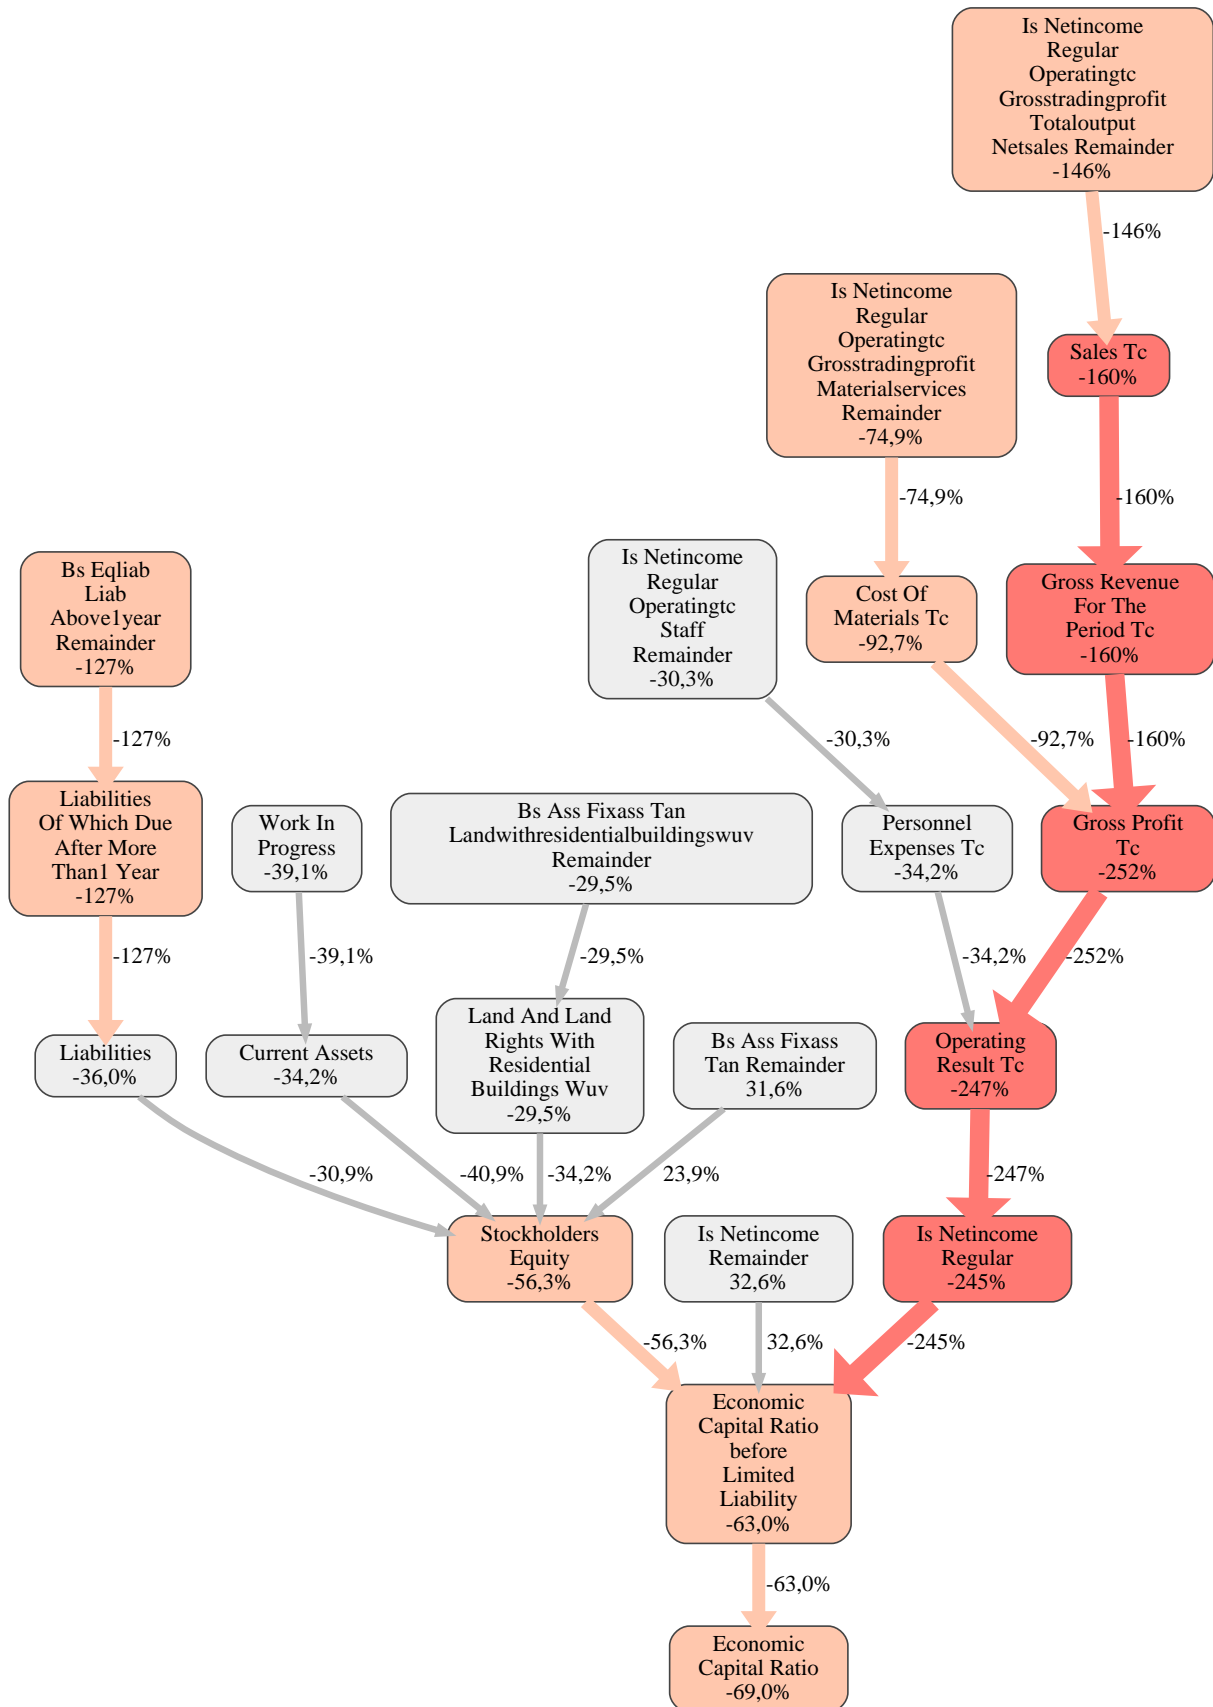 Is Netincome
Regular
Operatingtc
Grosstradingprofit
Totaloutput
Netsales Remainder
-146%
-146%
Is Netincome
Regular
Operatingtc
Grosstradingprofit
Materialservices
Remainder
-74,9%
Sales Tc
-160%
-74,9%
-160%
Bs Eqliab
Liab
Above1year
Remainder
-127%
Is Netincome
Regular
Operatingtc
Staff
Remainder
-30,3%
Cost Of
Materials Tc
-92,7%
Gross Revenue
For The
Period Tc
-160%
-127%
-30,3%
-92,7%
-160%
Liabilities
Of Which Due
After More
Than1 Year
-127%
Work In
Progress
-39,1%
Bs Ass Fixass Tan
Landwithresidentialbuildingswuv
Remainder
-29,5%
Personnel
Expenses Tc
-34,2%
Gross Profit
Tc
-252%
-127%
-39,1%
-29,5%
-34,2%
-252%
Liabilities
-36,0%
Current Assets
-34,2%
Land And Land
Rights With
Residential
Buildings Wuv
-29,5%
Bs Ass Fixass
Tan Remainder
31,6%
Operating
Result Tc
-247%
-30,9%
-40,9%
-34,2%
23,9%
-247%
Stockholders
Equity
-56,3%
Is Netincome
Remainder
32,6%
Is Netincome
Regular
-245%
-56,3%
32,6%
-245%
Economic
Capital Ratio
before
Limited
Liability
-63,0%
-63,0%
Economic
Capital Ratio
-69,0%